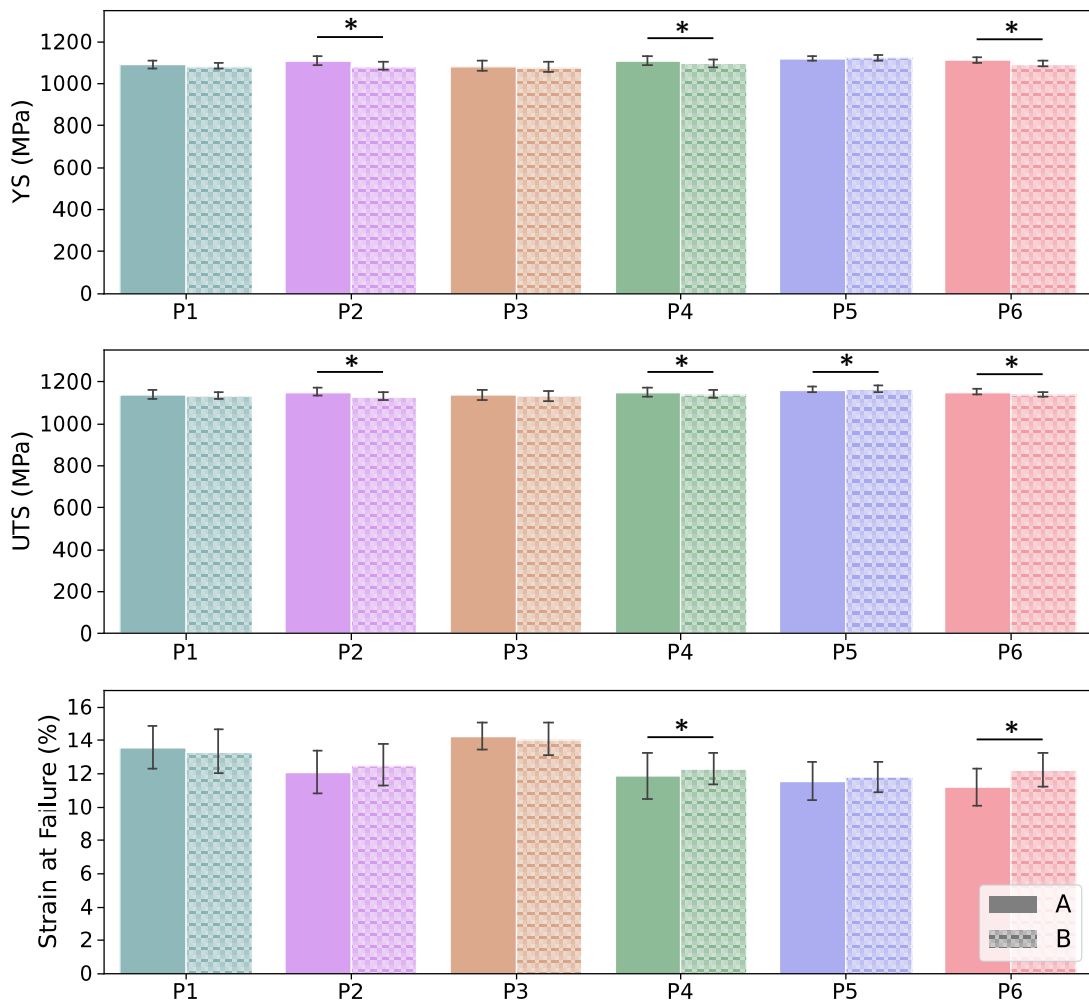 YS (MPa)
1200
1000
800
600
400
200
0
* * *
P1 P2 P3 P4 P5 P6
UTS (MPa)
1200
1000
800
600
400
200
0
* * * *
P1 P2 P3 P4 P5 P6
Strain at Failure (%)
16
14
12
10
8
6
4
2
0
* *
A
B
P1 P2 P3 P4 P5 P6